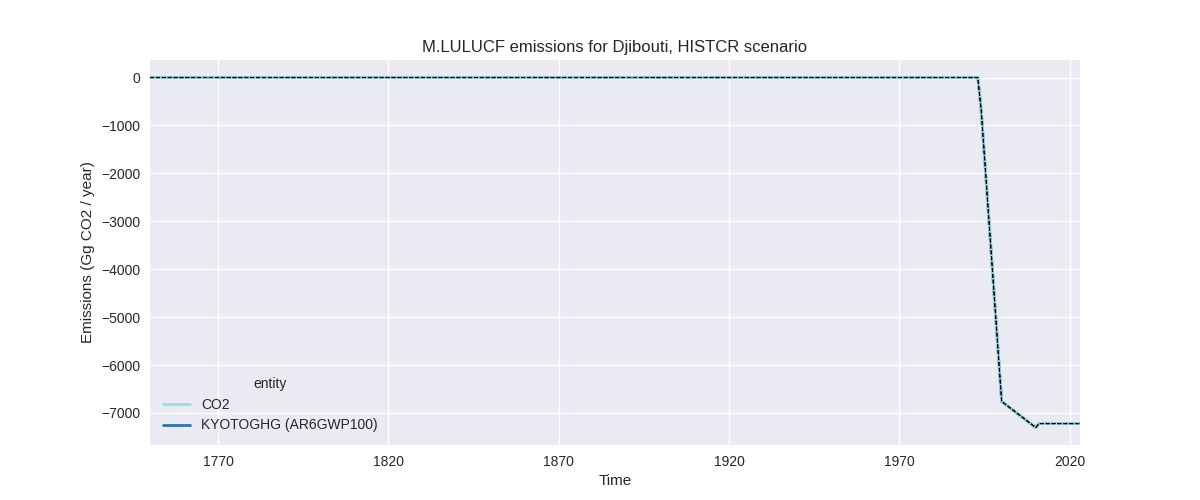 M.LULUCF emissions for Djibouti, HISTCR scenario
0
−1000
−2000
−3000
−4000
−5000
−6000
−7000
Emissions (Gg CO2 / year)
entity
CO2
KYOTOGHG (AR6GWP100)
1770 1820 1870 1920 1970 2020
Time